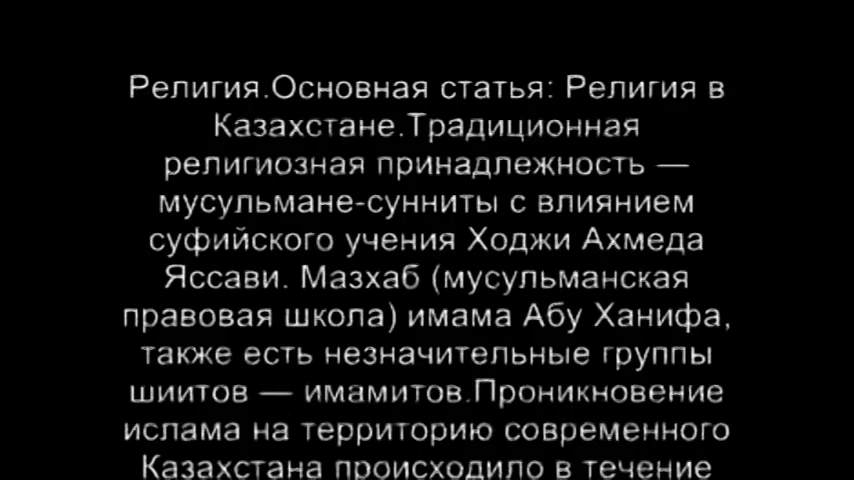 Религия.Основная статья: Религия в
Казахстане.Традиционная
религиозная принадлежность —
мусульмане-сунниты с влиянием
суфийского учения Ходжи Ахмеда
Яссави. Мазхаб (мусульманская
правовая школа) имама Абу Ханифа,
также есть незначительные группы
шиитов — имамитов.Проникновение
ислама на территорию современного
Казахстана происходило в течение